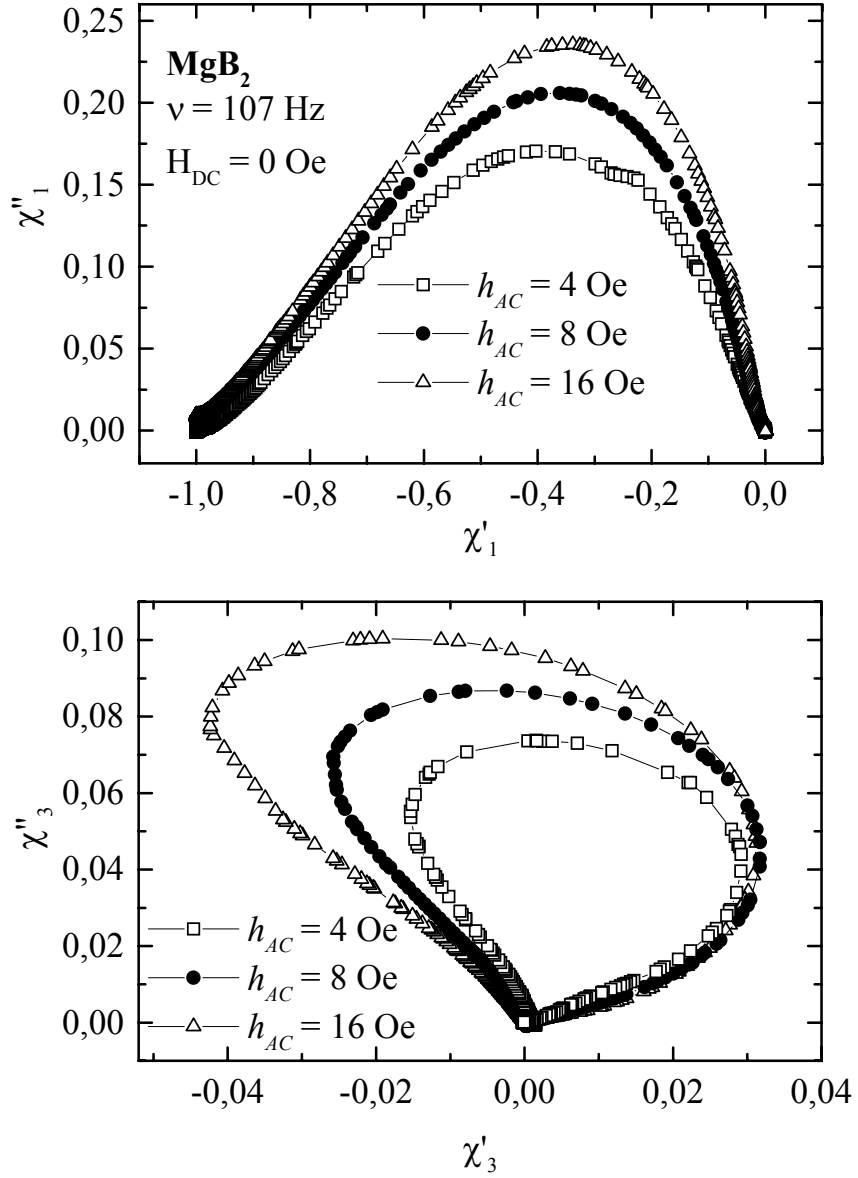 0,25
0,20
0,15
0,10
0,05
0,00
χ''1
MgB2
ν = 107 Hz
HDC = 0 Oe
hAC = 4 Oe
hAC = 8 Oe
hAC = 16 Oe
-1,0 -0,8 -0,6 -0,4 -0,2 0,0
χ'1
0,10
0,08
0,06
0,04
0,02
0,00
χ''3
hAC = 4 Oe
hAC = 8 Oe
hAC = 16 Oe
-0,04 -0,02 0,00 0,02 0,04
χ'3